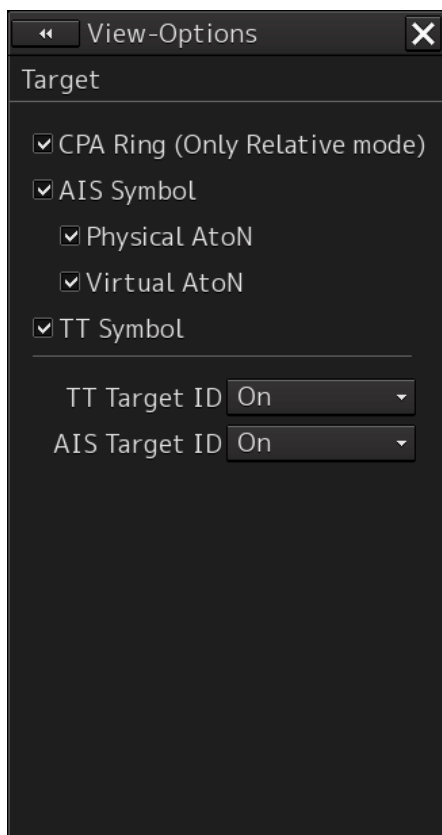 View-Options
Target
CPA Ring (Only Relative mode)
AIS Symbol
Physical AtoN
Virtual AtoN
TT Symbol
TT Target ID On
AIS Target ID On